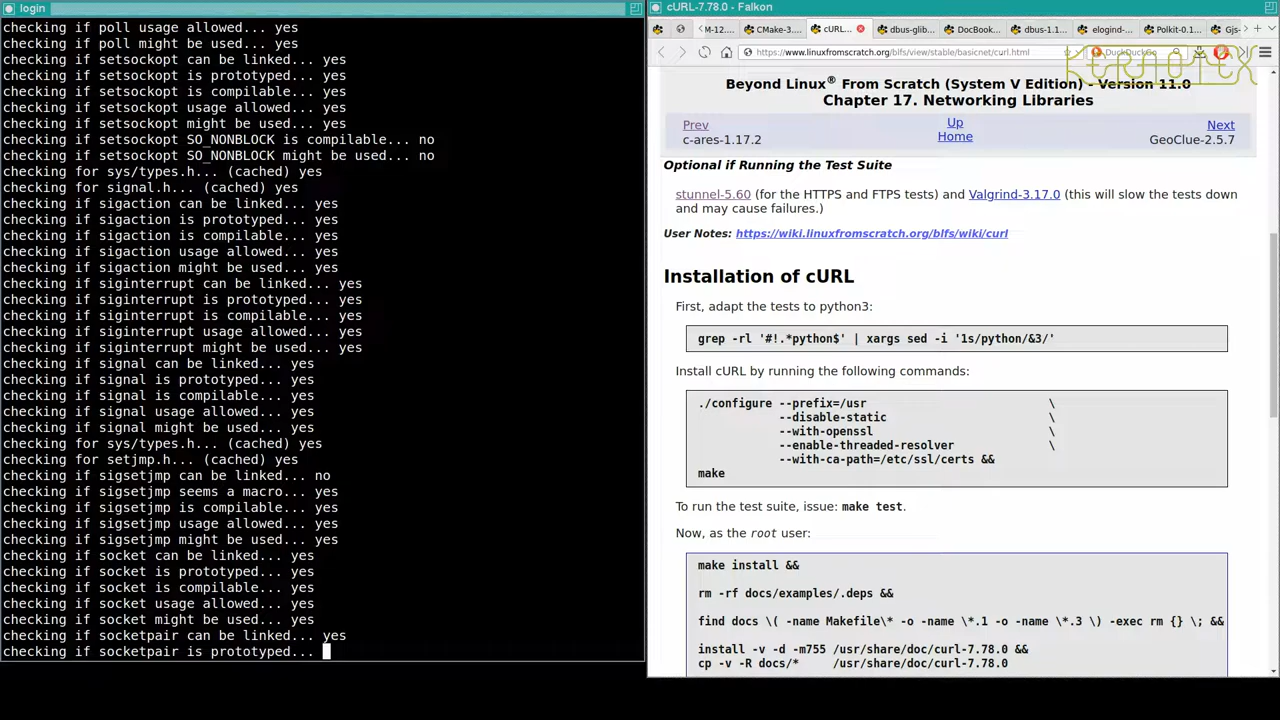 login
checking if poll usage allowed... yes
checking if poll might be used... yes
checking if setsockopt can be linked... yes
checking if setsockopt is prototyped... yes
checking if setsockopt is compilable... yes
checking if setsockopt usage allowed... yes
checking if setsockopt might be used... yes
checking if setsockopt SO_NONBLOCK is compilable... no
checking if setsockopt SO_NONBLOCK might be used... no
checking for sys/types.h... (cached) yes
checking for signal.h... (cached) yes
checking if sigaction can be linked... yes
checking if sigaction is prototyped... yes
checking if sigaction is compilable... yes
checking if sigaction usage allowed... yes
checking if sigaction might be used... yes
checking if siginterrupt can be linked... yes
checking if siginterrupt is prototyped... yes
checking if siginterrupt is compilable... yes
checking if siginterrupt usage allowed... yes
checking if siginterrupt might be used... yes
checking if signal can be linked... yes
checking if signal is prototyped... yes
checking if signal is compilable... yes
checking if signal usage allowed... yes
checking if signal might be used... yes
checking for sys/types.h... (cached) yes
checking for setjmp.h... (cached) yes
checking if sigsetjmp can be linked... no
checking if sigsetjmp seems a macro... yes
checking if sigsetjmp is compilable... yes
checking if sigsetjmp usage allowed... yes
checking if sigsetjmp might be used... yes
checking if socket can be linked... yes
checking if socket is prototyped... yes
checking if socket is compilable... yes
checking if socket usage allowed... yes
checking if socket might be used... yes
checking if socketpair can be linked... yes
checking if socketpair is prototyped...
cURL-7.78.0 - Falkon
M-12.... CMake-3... cURL... dbus-glib... DocBook... dbus-1.1... elogind-... Polkit-0.1... Gjs-
https://www.linuxfromscratch.org/blfs/view/stable/basicnet/curl.html DuckDuckGo
KERNOTEX
Beyond Linux® From Scratch (System V Edition) - Version 11.0
Chapter 17. Networking Libraries
Prev Up Next
c-ares-1.17.2 Home GeoClue-2.5.7
Optional if Running the Test Suite
stunnel-5.60 (for the HTTPS and FTPS tests) and Valgrind-3.17.0 (this will slow the tests down
and may cause failures.)
User Notes: https://wiki.linuxfromscratch.org/blfs/wiki/curl
Installation of cURL
First, adapt the tests to python3:
grep -rl '#!.*python$' | xargs sed -i '1s/python/&3/'
Install cURL by running the following commands:
./configure --prefix=/usr \
--disable-static \
--with-openssl \
--enable-threaded-resolver \
--with-ca-path=/etc/ssl/certs &&
make
To run the test suite, issue: make test.
Now, as the root user:
make install &&
rm -rf docs/examples/.deps &&
find docs \( -name Makefile\* -o -name \*.1 -o -name \*.3 \) -exec rm {} \; &&
install -v -d -m755 /usr/share/doc/curl-7.78.0 &&
cp -v -R docs/* /usr/share/doc/curl-7.78.0